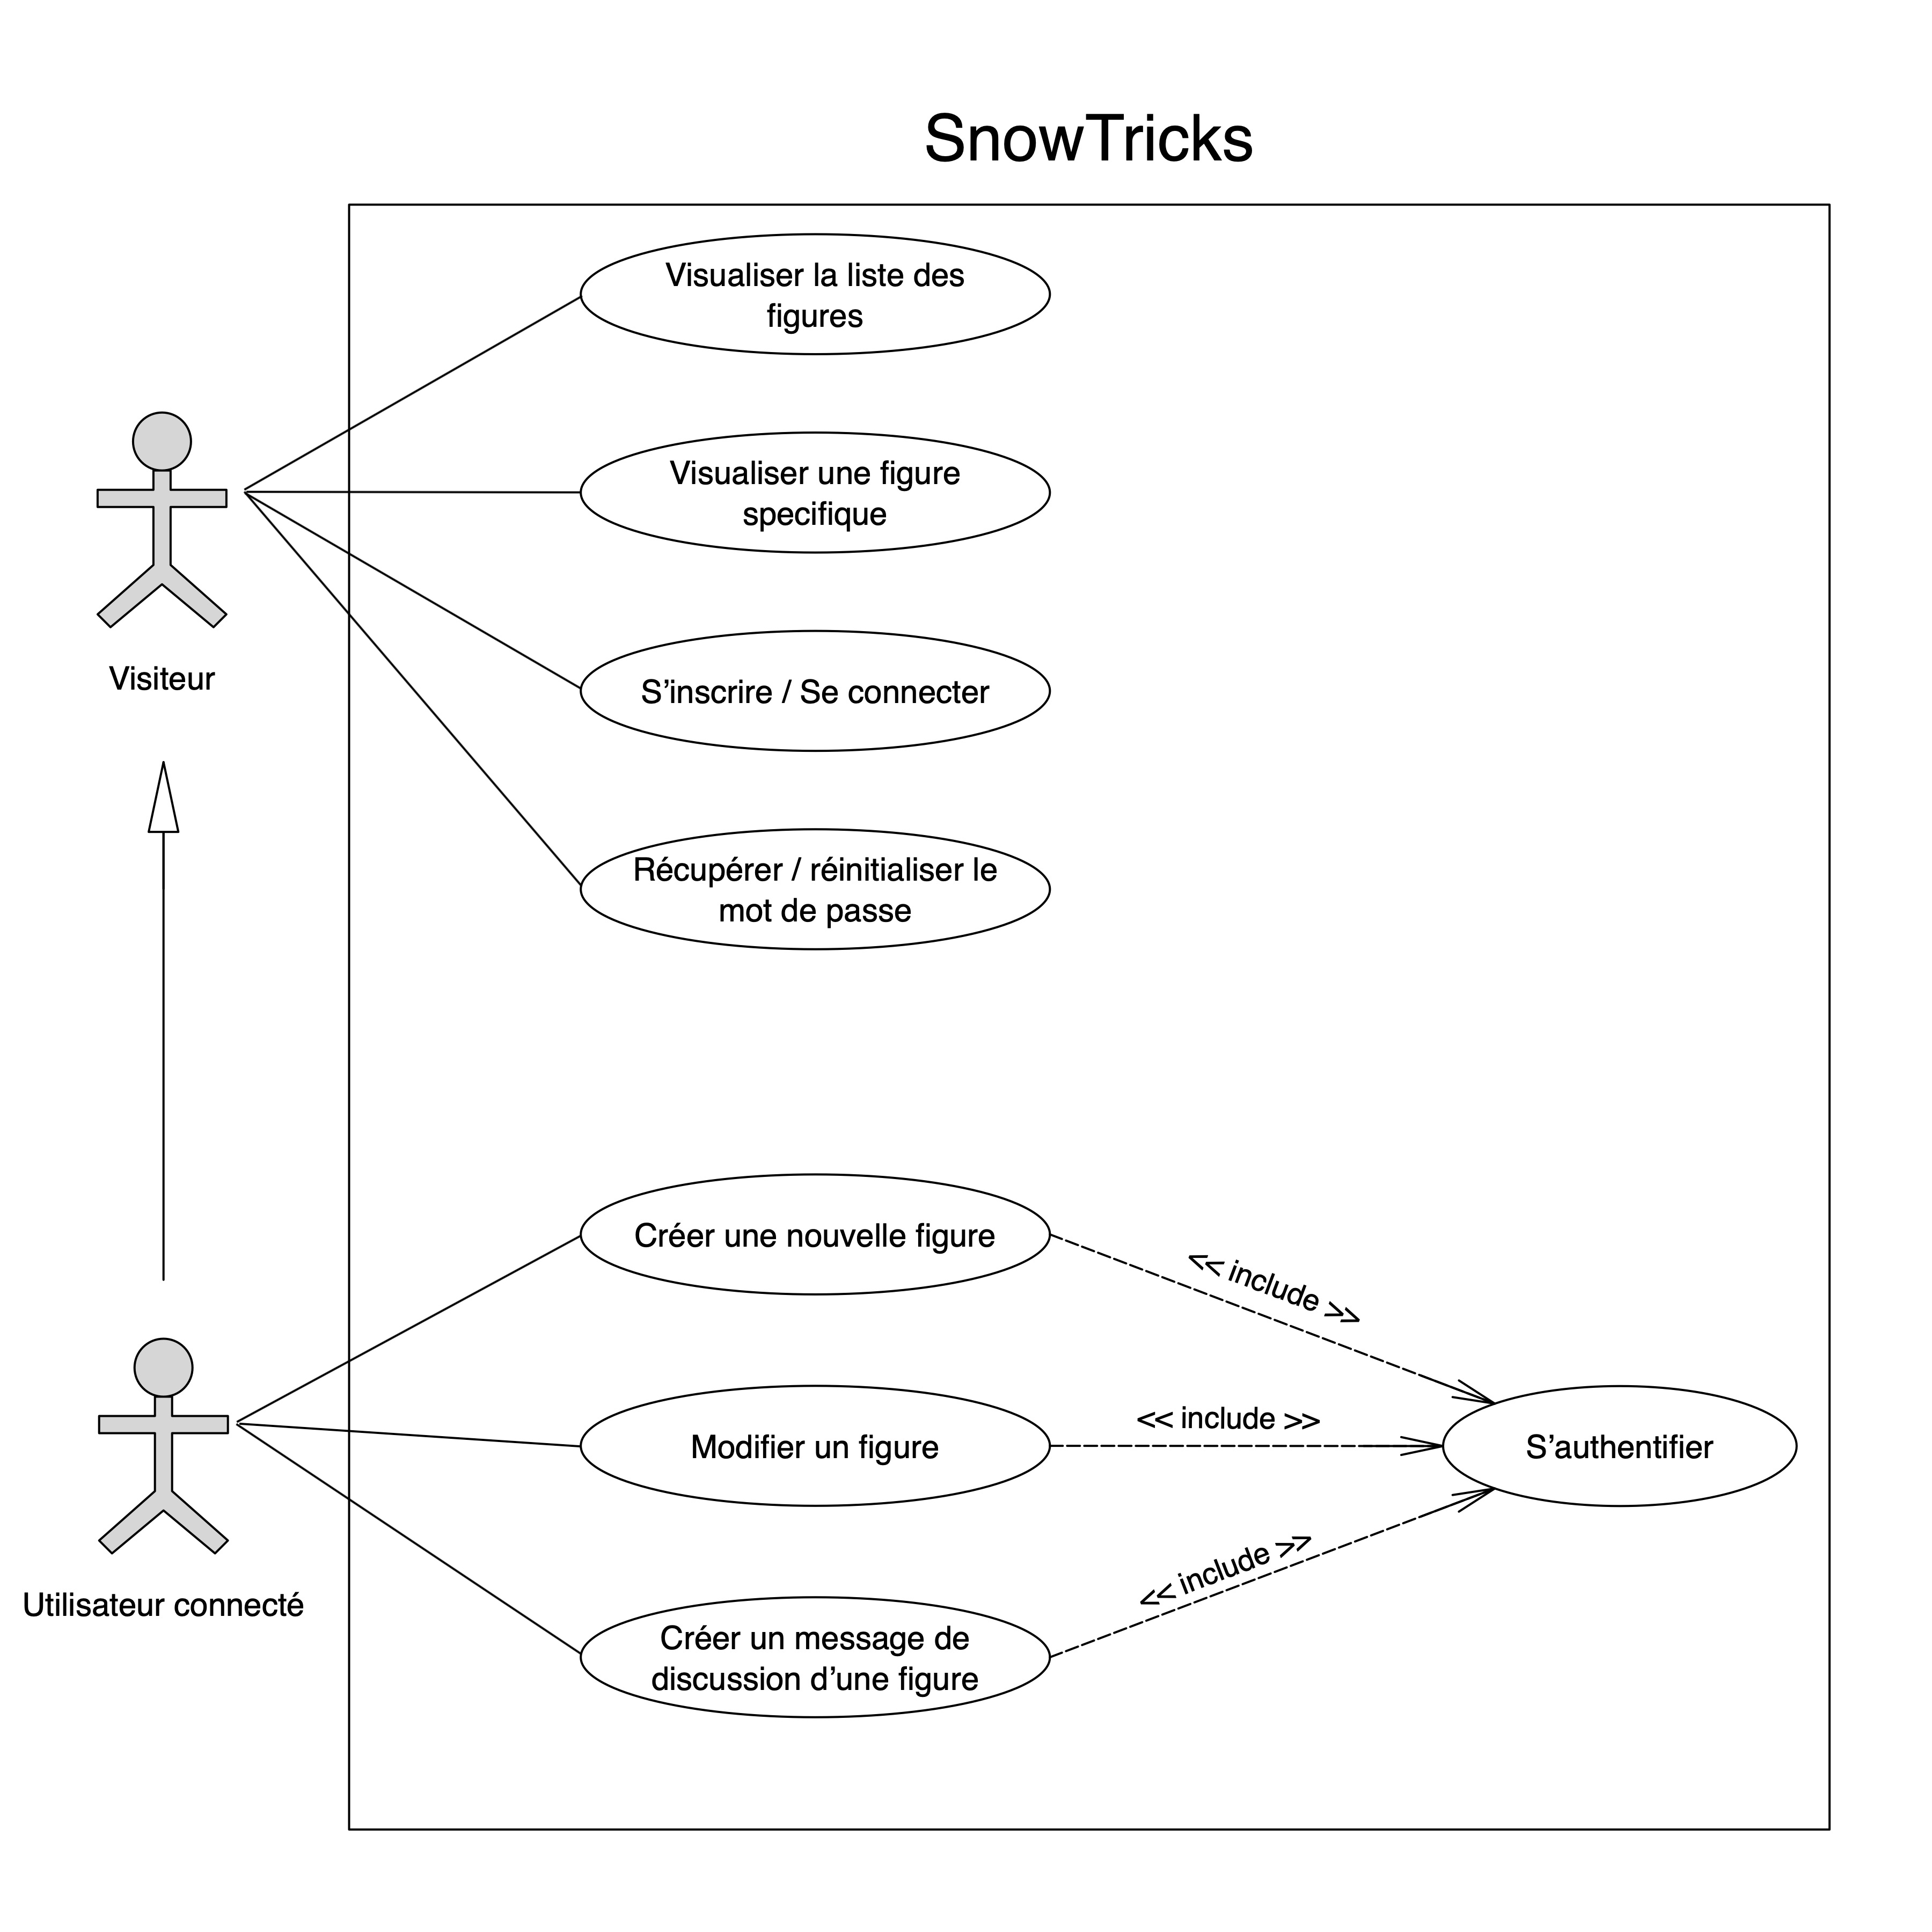 SnowTricks
Visualiser la liste des
figures
Visualiser une figure
specifique
Visiteur
S’inscrire / Se connecter
Récupérer / réinitialiser le
mot de passe
Créer une nouvelle figure
<< include >>
Modifier un figure
<< include >>
S’authentifier
Utilisateur connecté
<< include >>
Créer un message de
discussion d’une figure